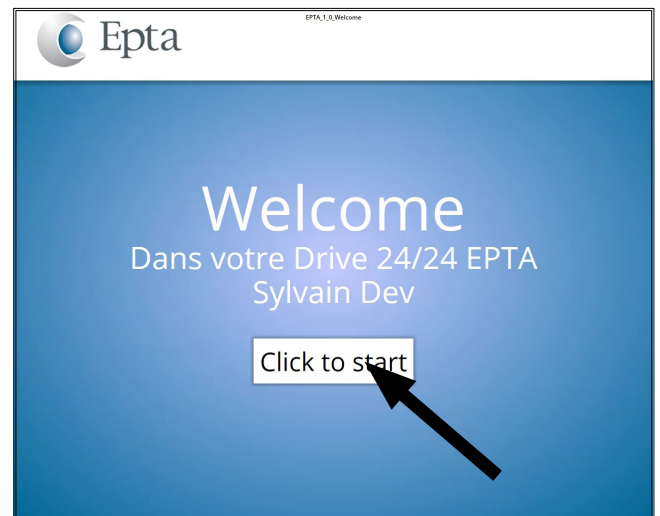 EPTA_1_0_Welcome
Epta
Welcome
Dans votre Drive 24/24 EPTA
Sylvain Dev
Click to start